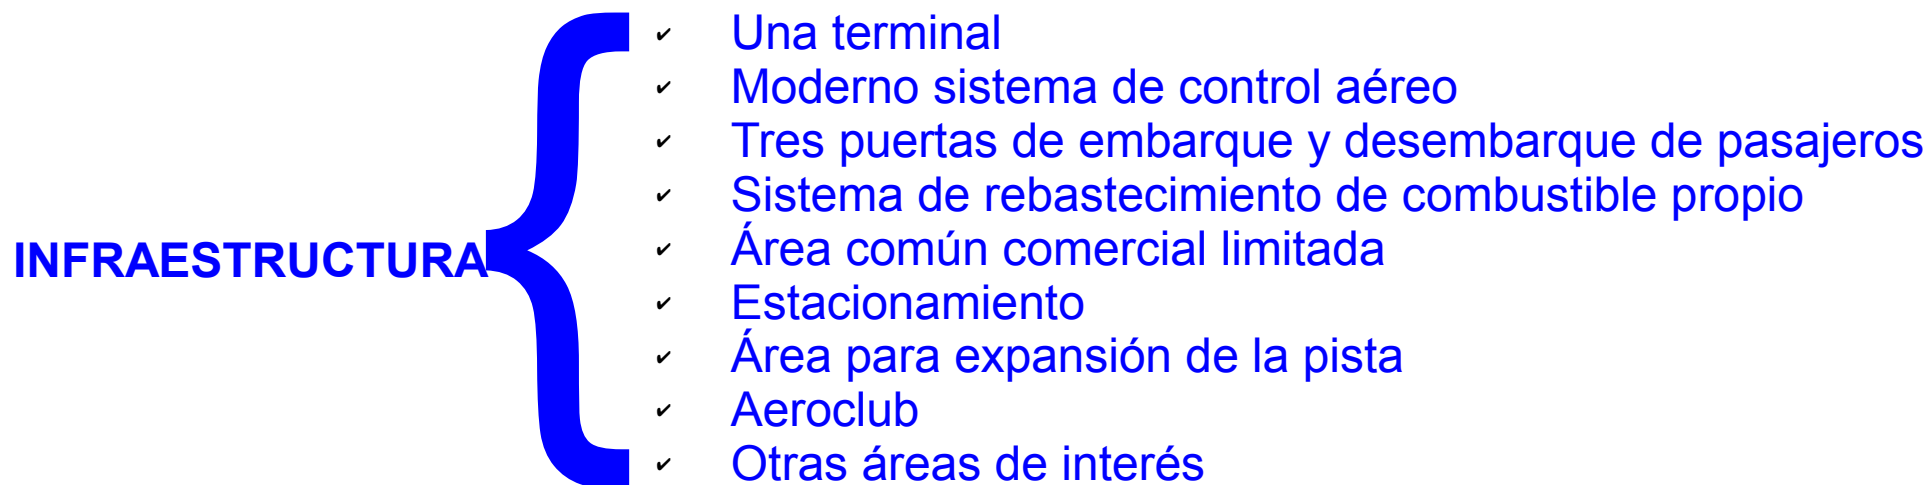 INFRAESTRUCTURA
✔ Una terminal
✔ Moderno sistema de control aéreo
✔ Tres puertas de embarque y desembarque de pasajeros
✔ Sistema de rebastecimiento de combustible propio
✔ Área común comercial limitada
✔ Estacionamiento
✔ Área para expansión de la pista
✔ Aeroclub
✔ Otras áreas de interés